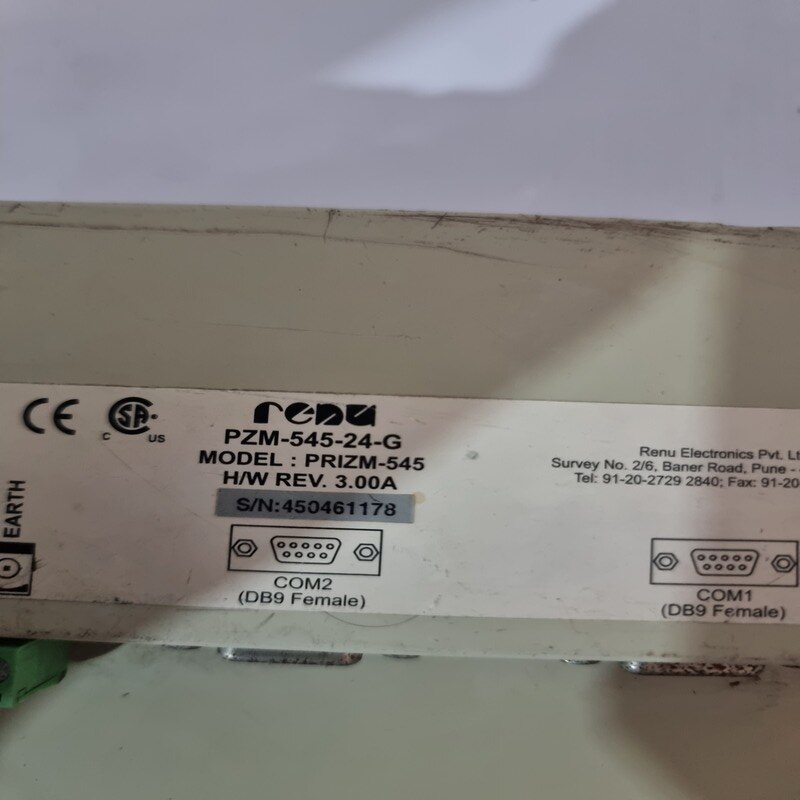 CE
C SA US
renu
PZM-545-24-G
MODEL : PRIZM-545
H/W REV. 3.00A
S/N:450461178
EARTH
COM2
(DB9 Female)
Renu Electronics Pvt. Lt
Survey No. 2/6, Baner Road, Pune -
Tel: 91-20-2729 2840; Fax: 91-20-
COM1
(DB9 Female)